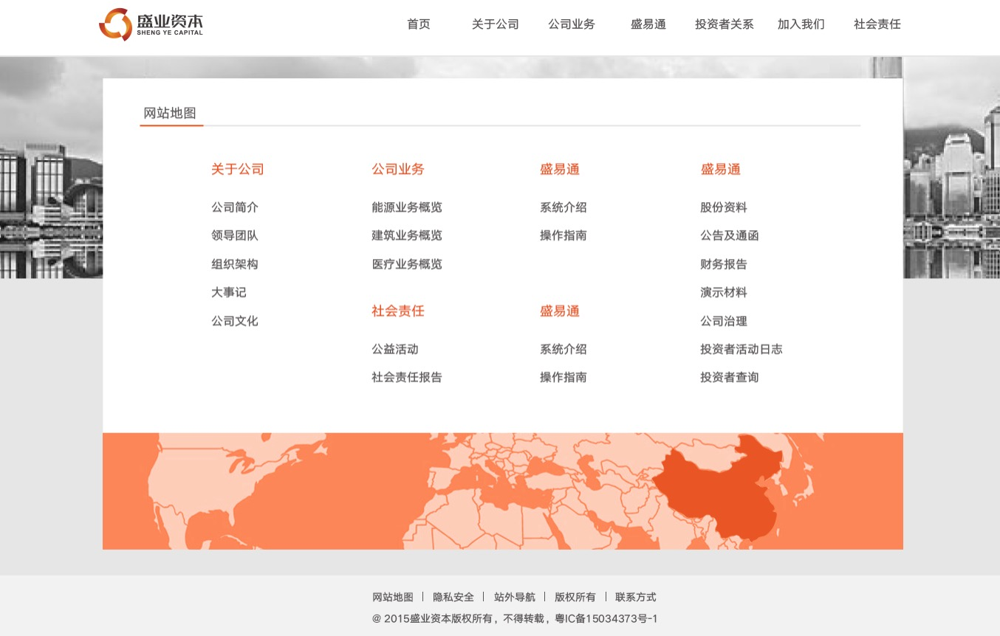 盛业资本
SHENG YE CAPITAL
首页 关于公司 公司业务 盛易通 投资者关系 加入我们 社会责任
网站地图
关于公司
公司简介
领导团队
组织架构
大事记
公司文化
公司业务
能源业务概览
建筑业务概览
医疗业务概览
社会责任
公益活动
社会责任报告
盛易通
系统介绍
操作指南
盛易通
系统介绍
操作指南
盛易通
股份资料
公告及通函
财务报告
演示材料
公司治理
投资者活动日志
投资者查询
网站地图 | 隐私安全 | 站外导航 | 版权所有 | 联系方式
@ 2015盛业资本版权所有，不得转载，粤IC备15034373号-1